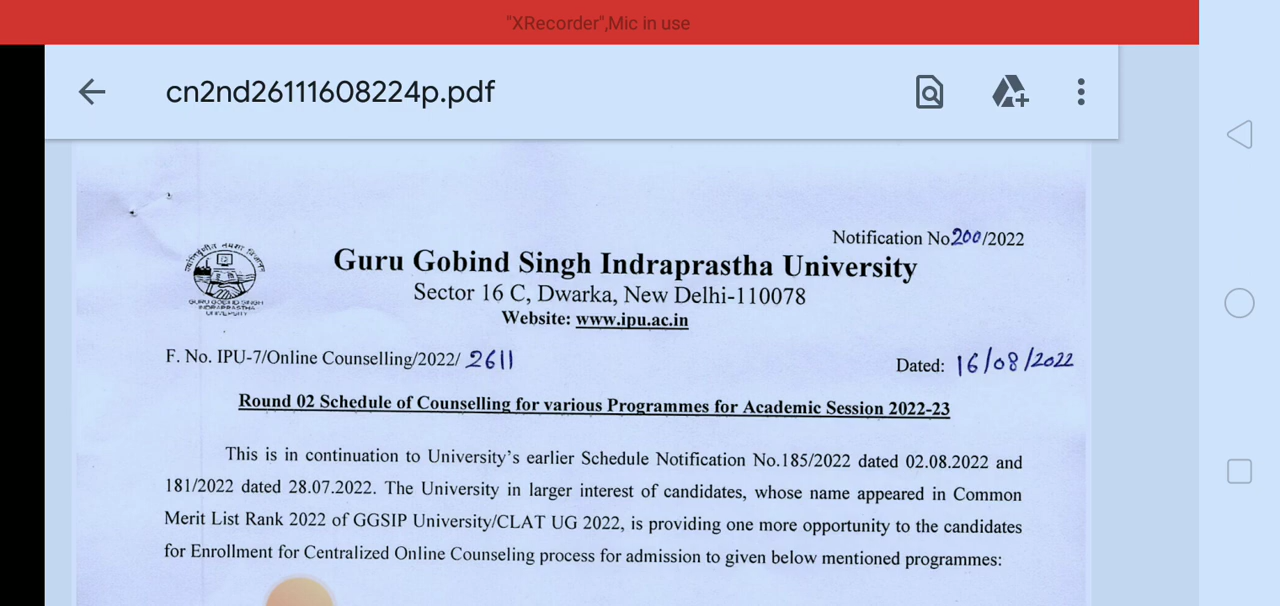 "XRecorder",Mic in use
cn2nd26111608224p.pdf
Notification No200/2022
Guru Gobind Singh Indraprastha University
Sector 16 C, Dwarka, New Delhi-110078
Website: www.ipu.ac.in
GURU GOBIND SINGH
INDRAPRASTHA
UNIVERSITY
F. No. IPU-7/Online Counselling/2022/ 2611
Dated: 16/08/2022
Round 02 Schedule of Counselling for various Programmes for Academic Session 2022-23
This is in continuation to University's earlier Schedule Notification No.185/2022 dated 02.08.2022 and
181/2022 dated 28.07.2022. The University in larger interest of candidates, whose name appeared in Common
Merit List Rank 2022 of GGSIP University/CLAT UG 2022, is providing one more opportunity to the candidates
for Enrollment for Centralized Online Counseling process for admission to given below mentioned programmes: